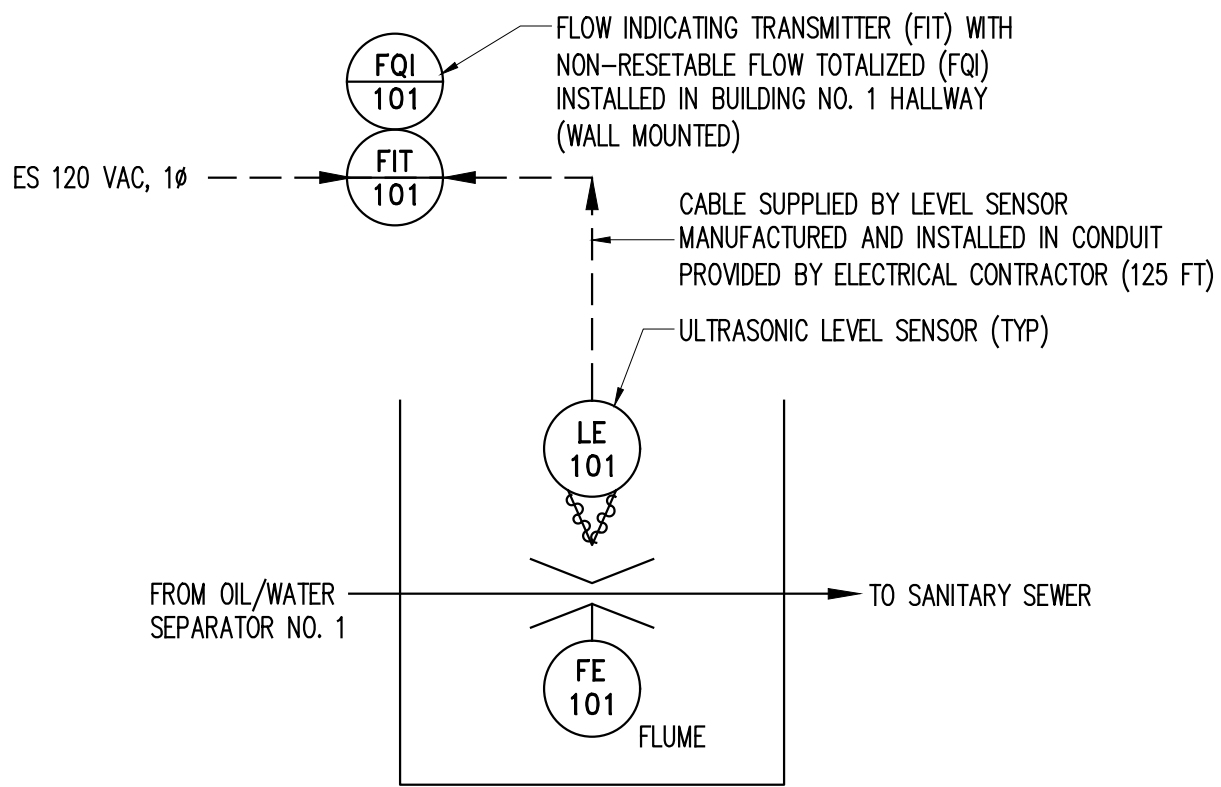 FQI
101
FLOW INDICATING TRANSMITTER (FIT) WITH
NON-RESETABLE FLOW TOTALIZED (FQI)
INSTALLED IN BUILDING NO. 1 HALLWAY
(WALL MOUNTED)
ES 120 VAC, 1ø
FIT
101
CABLE SUPPLIED BY LEVEL SENSOR
MANUFACTURED AND INSTALLED IN CONDUIT
PROVIDED BY ELECTRICAL CONTRACTOR (125 FT)
ULTRASONIC LEVEL SENSOR (TYP)
LE
101
FROM OIL/WATER
SEPARATOR NO. 1
TO SANITARY SEWER
FE
101
FLUME